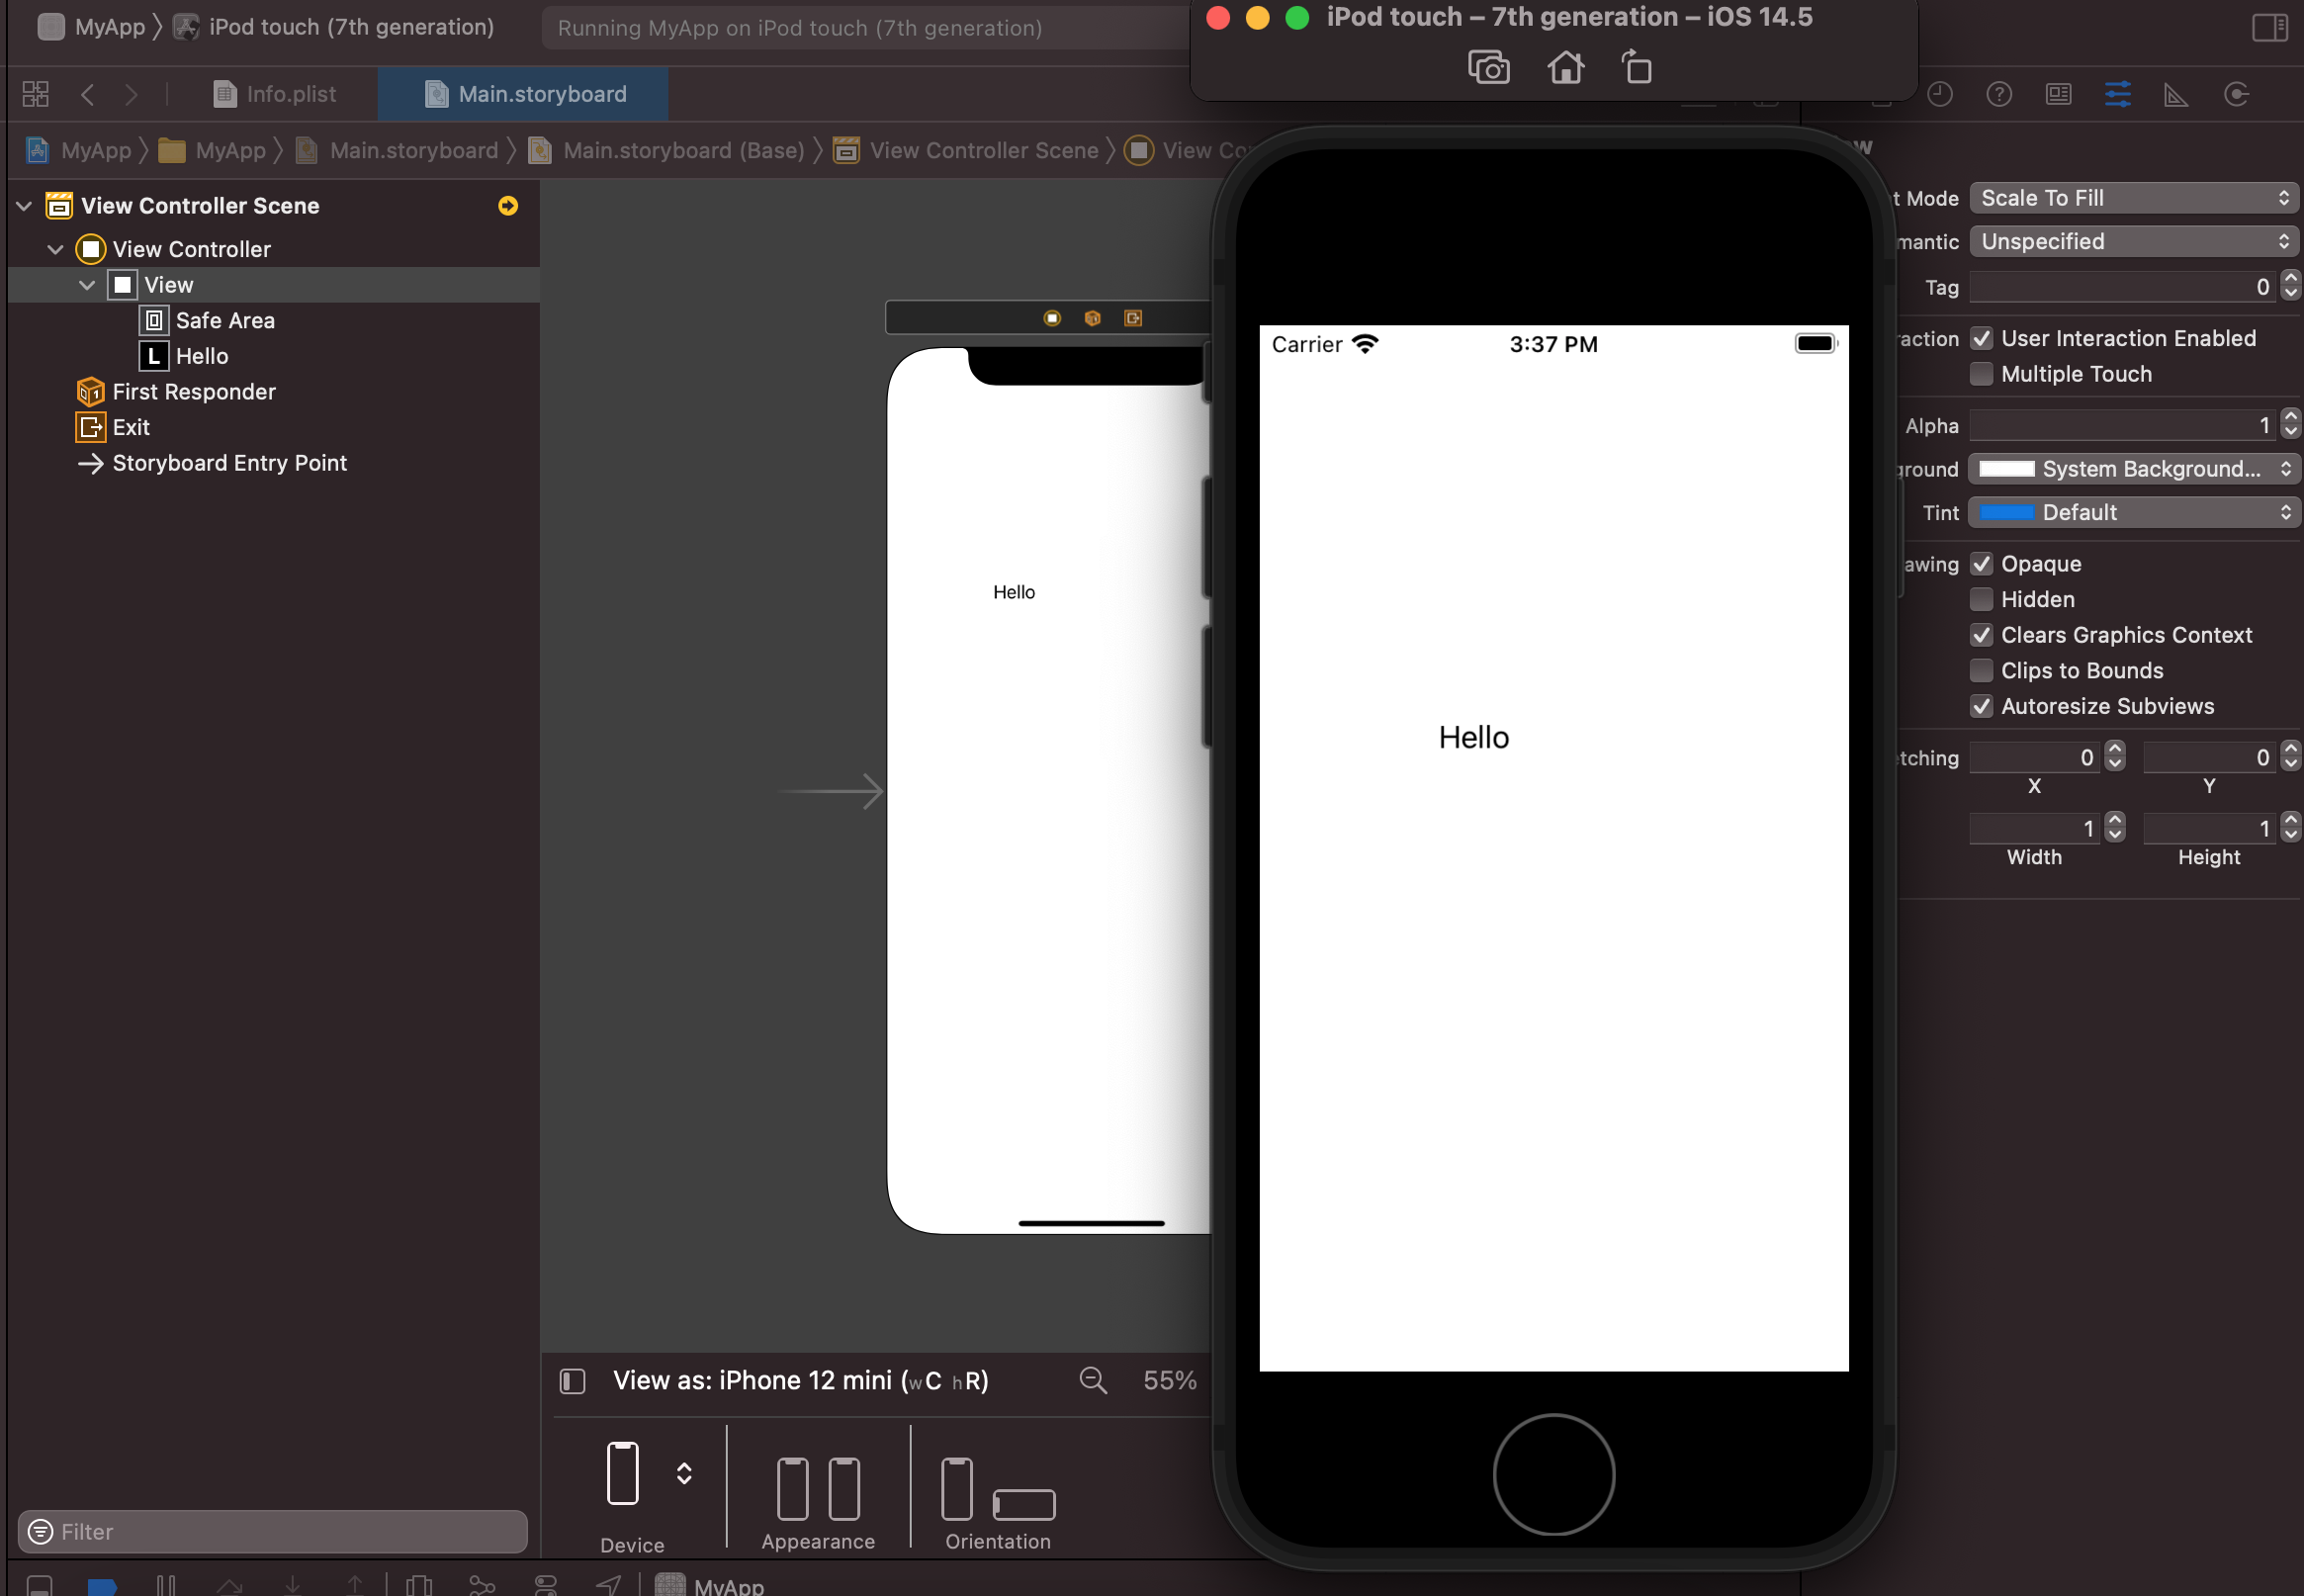 MyApp
iPod touch (7th generation)
Running MyApp on iPod touch (7th generation)
iPod touch – 7th generation – iOS 14.5
Info.plist
Main.storyboard
MyApp
MyApp
Main.storyboard
Main.storyboard (Base)
View Controller Scene
View
View Controller Scene
View Controller
View
Safe Area
L
Hello
First Responder
Exit
Storyboard Entry Point
Filter
Hello
View as: iPhone 12 mini (wC hR)
55%
Device
Appearance
Orientation
MyApp
Carrier
3:37 PM
Hello
t Mode
Scale To Fill
mantic
Unspecified
Tag
0
raction
User Interaction Enabled
Multiple Touch
Alpha
1
ground
System Background...
Tint
Default
awing
Opaque
Hidden
Clears Graphics Context
Clips to Bounds
Autoresize Subviews
tching
0
0
X
Y
1
1
Width
Height